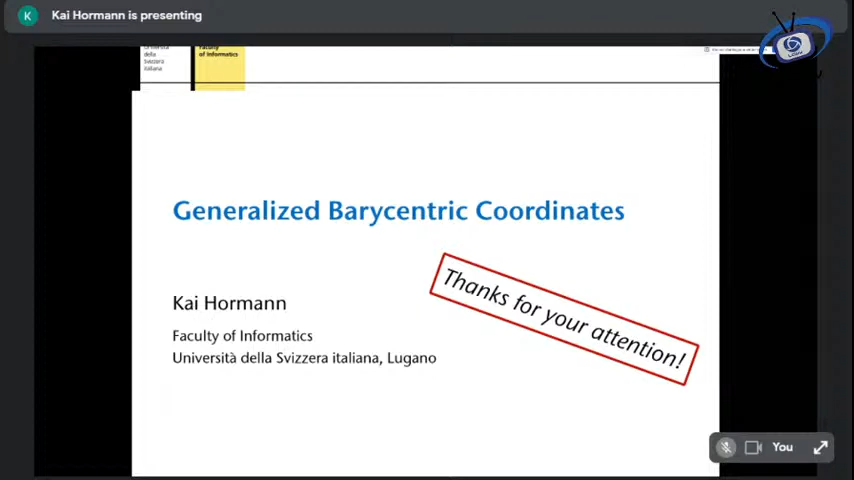 K Kai Hormann is presenting
Università
della
Svizzera
italiana
Faculty
of Informatics
Generalized Barycentric Coordinates
Thanks for your attention!
Kai Hormann
Faculty of Informatics
Università della Svizzera italiana, Lugano
You